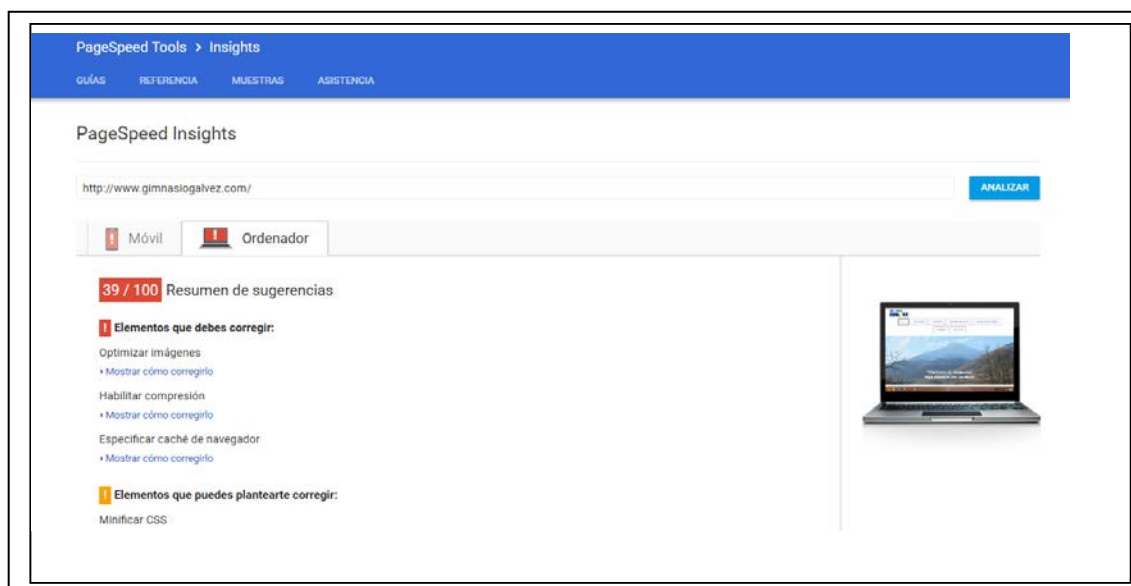 PageSpeed Tools > Insights
GUÍAS REFERENCIA MUESTRAS ASISTENCIA
PageSpeed Insights
http://www.gimnasiogalvez.com/ ANALIZAR
Móvil Ordenador
39 / 100 Resumen de sugerencias
! Elementos que debes corregir:
Optimizar imágenes
Mostrar cómo corregirlo
Habilitar compresión
Mostrar cómo corregirlo
Especificar caché de navegador
Mostrar cómo corregirlo
! Elementos que puedes plantearte corregir:
Minificar CSS